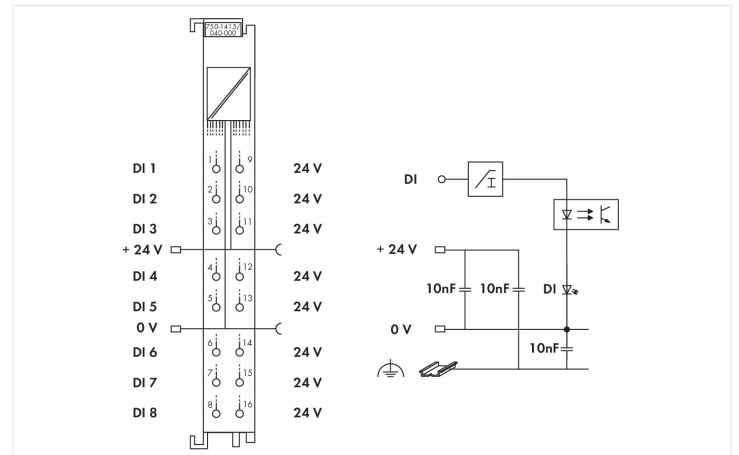 750-1415/
040-000
DI 1 1 9 24 V
DI 2 2 10 24 V
DI 3 3 11 24 V
+ 24 V
DI 4 4 12 24 V
DI 5 5 13 24 V
0 V
DI 6 6 14 24 V
DI 7 7 15 24 V
DI 8 8 16 24 V
DI I
+ 24 V
10nF 10nF DI
0 V
10nF